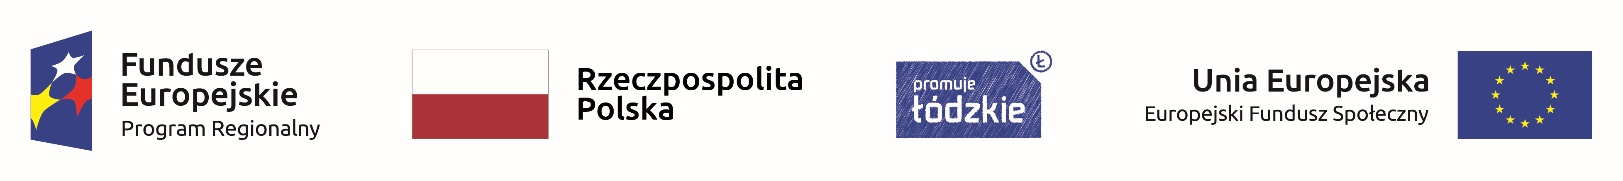 Fundusze
Europejskie
Program Regionalny
Rzeczpospolita
Polska
promuje
łódzkie
Ł
Unia Europejska
Europejski Fundusz Społeczny